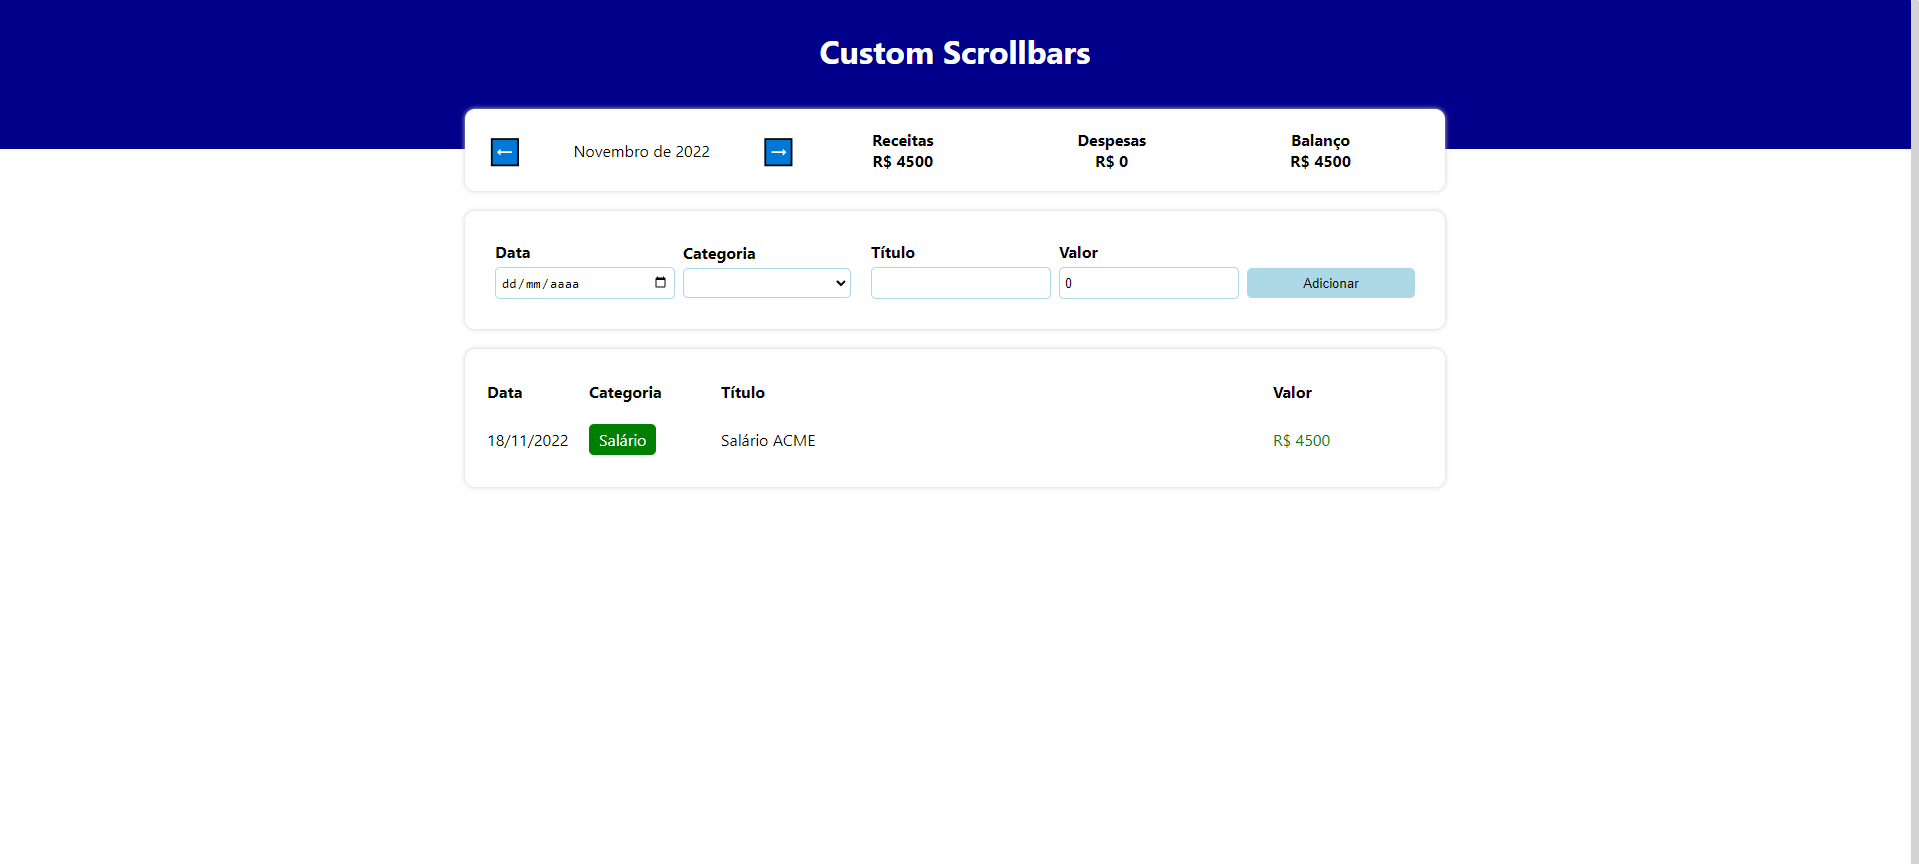 Custom Scrollbars
← Novembro de 2022 → Receitas Despesas Balanço
R$ 4500 R$ 0 R$ 4500
Data Categoria Título Valor
dd/mm/aaaa 0 Adicionar
Data Categoria Título Valor
18/11/2022 Salário Salário ACME R$ 4500